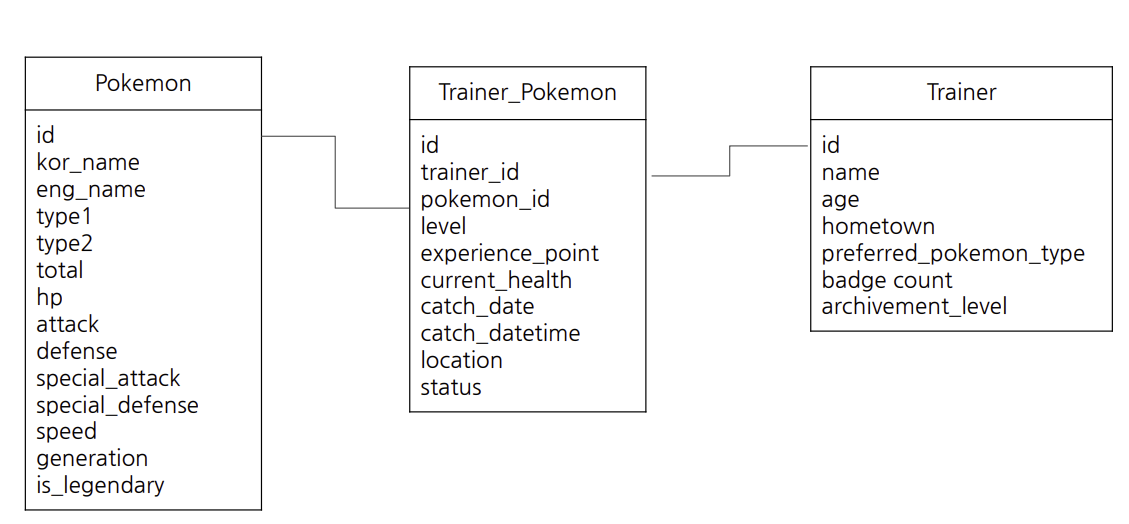 Pokemon
id
kor_name
eng_name
type1
type2
total
hp
attack
defense
special_attack
special_defense
speed
generation
is_legendary
Trainer_Pokemon
id
trainer_id
pokemon_id
level
experience_point
current_health
catch_date
catch_datetime
location
status
Trainer
id
name
age
hometown
preferred_pokemon_type
badge count
archivement_level